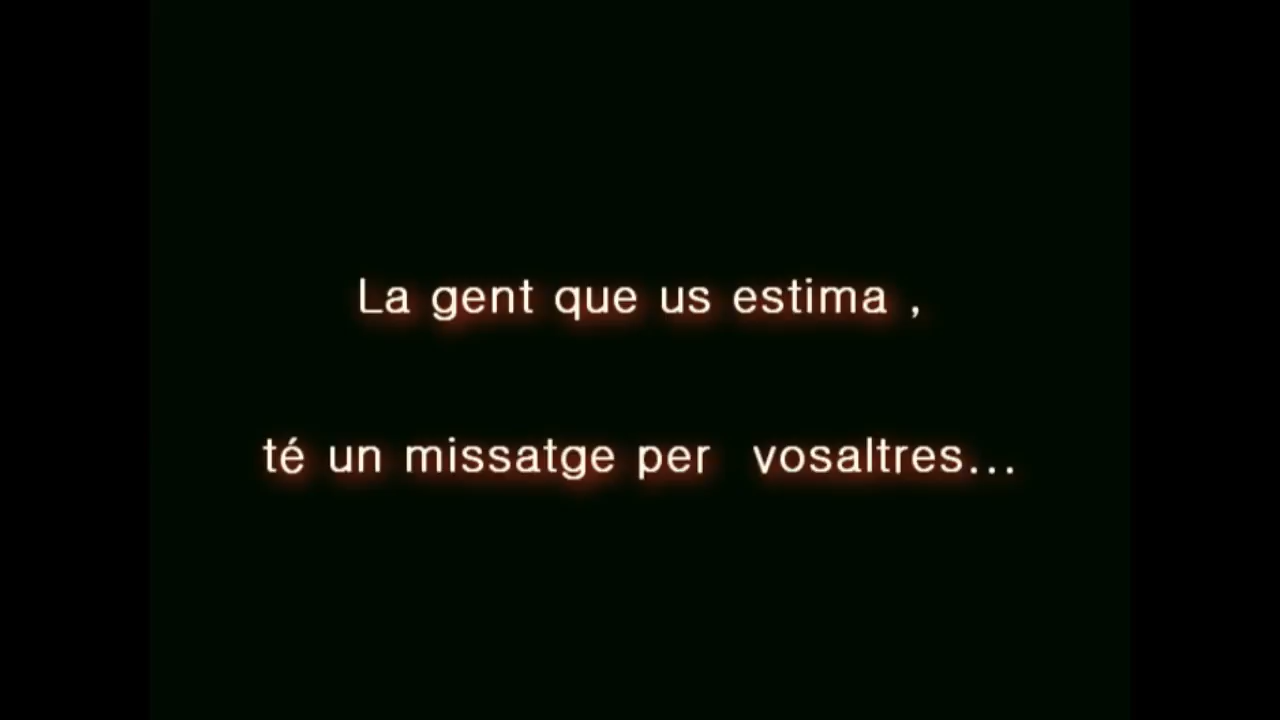 La gent que us estima ,
té un missatge per  vosaltres...